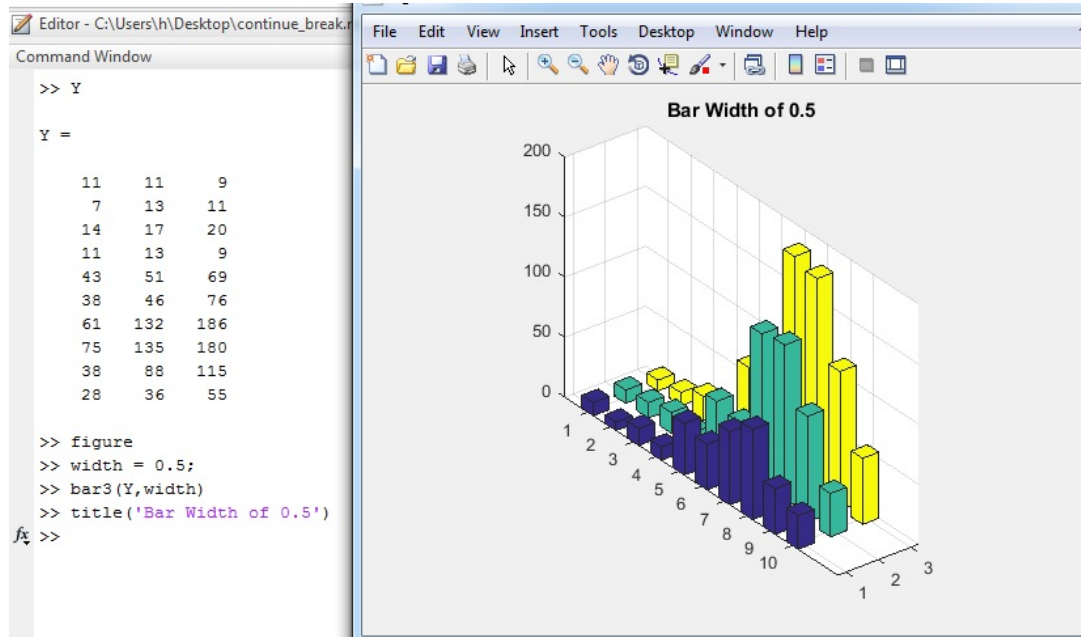 Editor - C:\Users\h\Desktop\continue_break.
Command Window
>> Y
Y =
11 11 9
7 13 11
14 17 20
11 13 9
43 51 69
38 46 76
61 132 186
75 135 180
38 88 115
28 36 55
>> figure
>> width = 0.5;
>> bar3(Y,width)
>> title('Bar Width of 0.5')
fx >>
File Edit View Insert Tools Desktop Window Help
Bar Width of 0.5
200
150
100
50
0
1
2
3
4
5
6
7
8
9
10
1
2
3